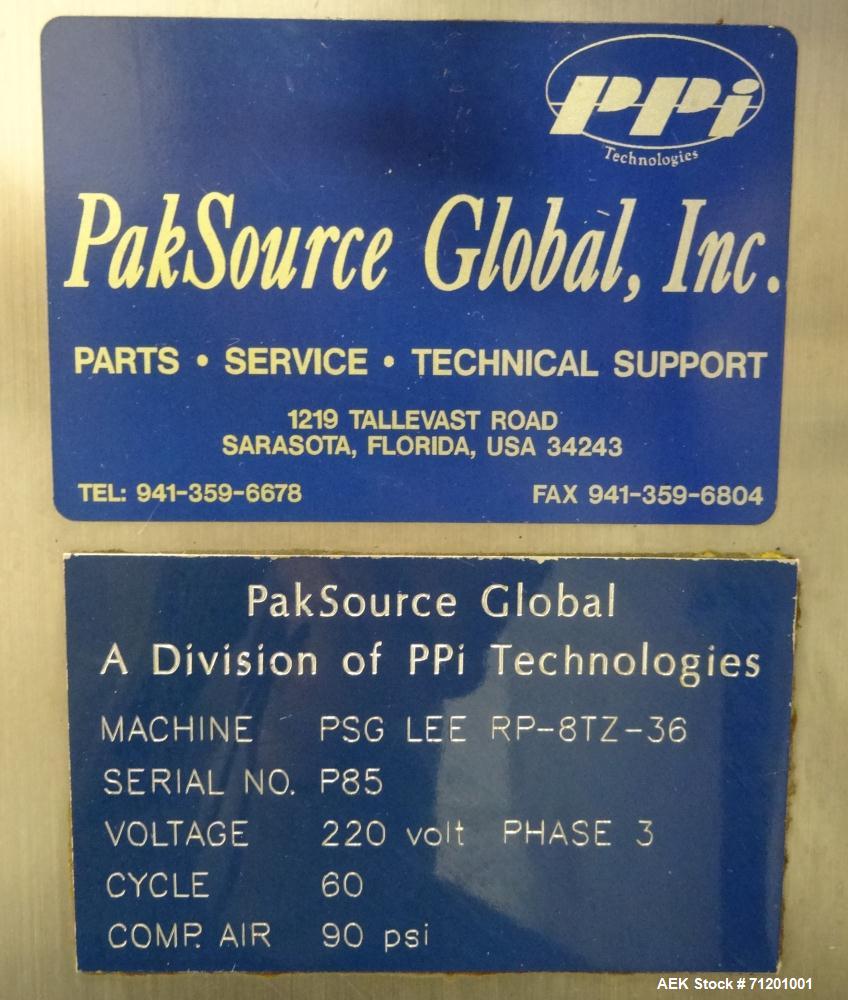 PPi
Technologies
PakSource Global, Inc.
PARTS • SERVICE • TECHNICAL SUPPORT
1219 TALLEVAST ROAD
SARASOTA, FLORIDA, USA 34243
TEL: 941-359-6678 FAX 941-359-6804
PakSource Global
A Division of PPi Technologies
MACHINE PSG LEE RP-8TZ-36
SERIAL NO. P85
VOLTAGE 220 volt PHASE 3
CYCLE 60
COMP. AIR 90 psi
AEK Stock # 71201001